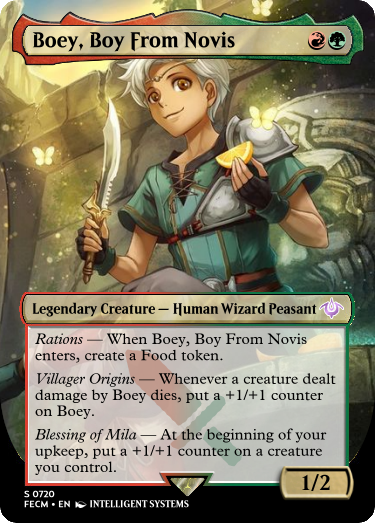 Boey, Boy From Novis
Legendary Creature — Human Wizard Peasant
Rations — When Boey, Boy From Novis
enters, create a Food token.
Villager Origins — Whenever a creature dealt
damage by Boey dies, put a +1/+1 counter
on Boey.
Blessing of Mila — At the beginning of your
upkeep, put a +1/+1 counter on a creature
you control.
1/2
S 0720
FECM • EN INTELLIGENT SYSTEMS